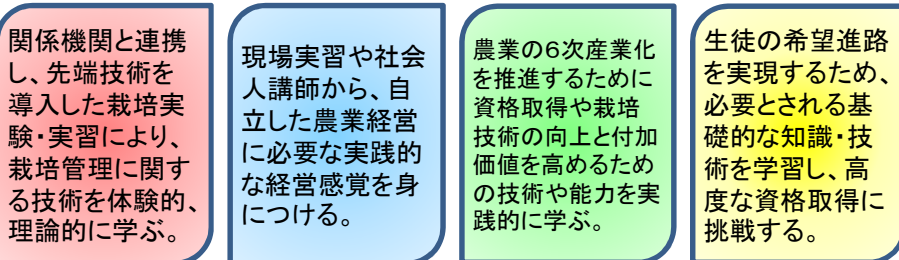 関係機関と連携
し、先端技術を
導入した栽培実
験・実習により、
栽培管理に関す
る技術を体験的、
理論的に学ぶ。
現場実習や社会
人講師から、自
立した農業経営
に必要な実践的
な経営感覚を身
につける。
農業の6次産業化
を推進するために
資格取得や栽培
技術の向上と付加
価値を高めるため
の技術や能力を実
践的に学ぶ。
生徒の希望進路
を実現するため、
必要とされる基
礎的な知識・技
術を学習し、高
度な資格取得に
挑戦する。